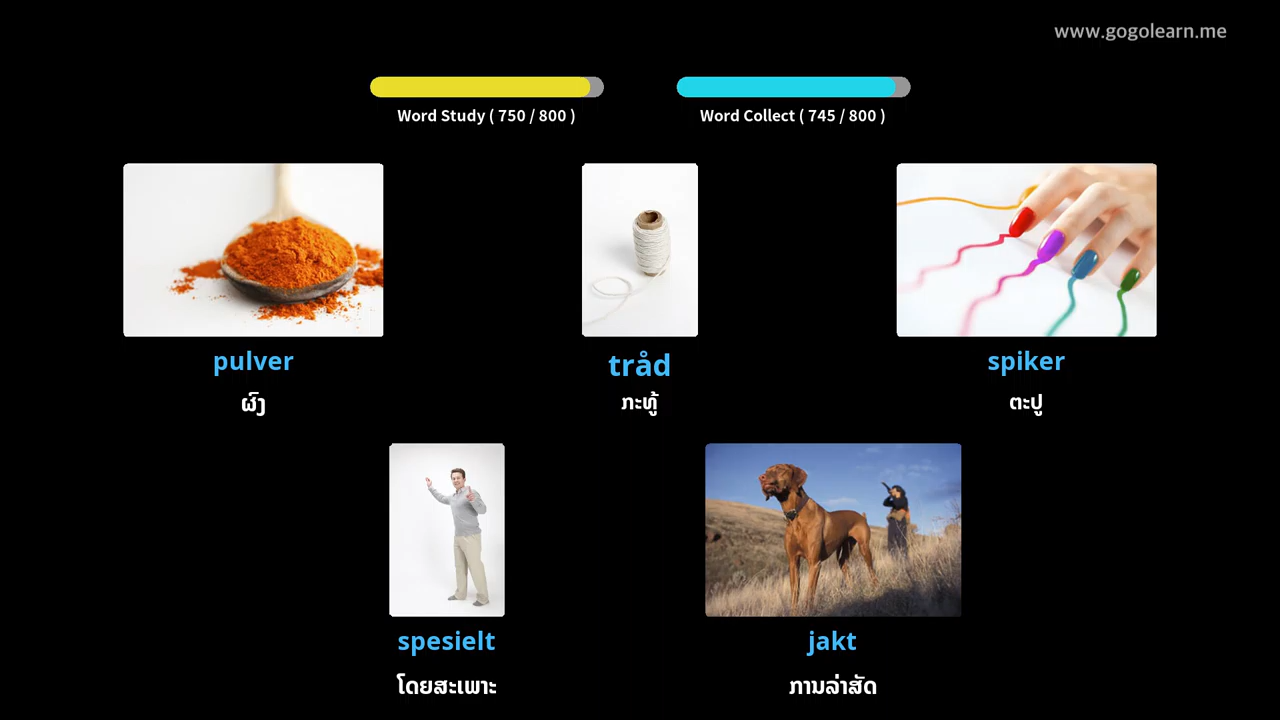 www.gogolearn.me
Word Study ( 750 / 800 )
Word Collect ( 745 / 800 )
pulver
ຜົງ
tråd
ກະທູ້
spiker
ຕະປູ
spesielt
ໂດຍສະເພາະ
jakt
ການລ່າສັດ